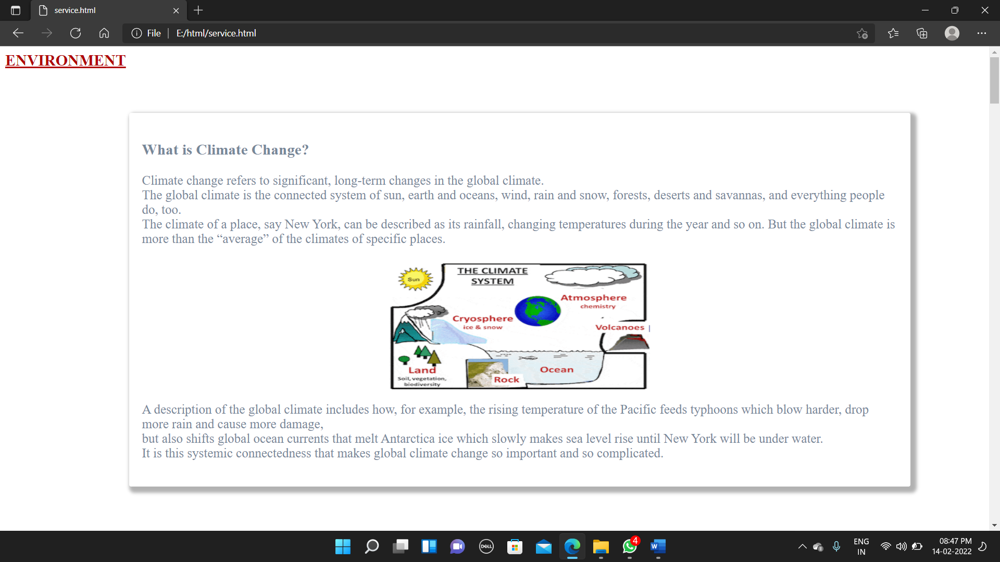 service.html
File
E:/html/service.html
ENVIRONMENT
What is Climate Change?
Climate change refers to significant, long-term changes in the global climate.
The global climate is the connected system of sun, earth and oceans, wind, rain and snow, forests, deserts and savannas, and everything people
do, too.
The climate of a place, say New York, can be described as its rainfall, changing temperatures during the year and so on. But the global climate is
more than the “average” of the climates of specific places.
Sun
THE CLIMATE
SYSTEM
Atmosphere
chemistry
Cryosphere
ice & snow
Volcanoes
Land
Soil, vegetation,
biodiversity
Rock
Ocean
A description of the global climate includes how, for example, the rising temperature of the Pacific feeds typhoons which blow harder, drop
more rain and cause more damage,
but also shifts global ocean currents that melt Antarctica ice which slowly makes sea level rise until New York will be under water.
It is this systemic connectedness that makes global climate change so important and so complicated.
DELL
4
W
ENG
IN
08:47 PM
14-02-2022